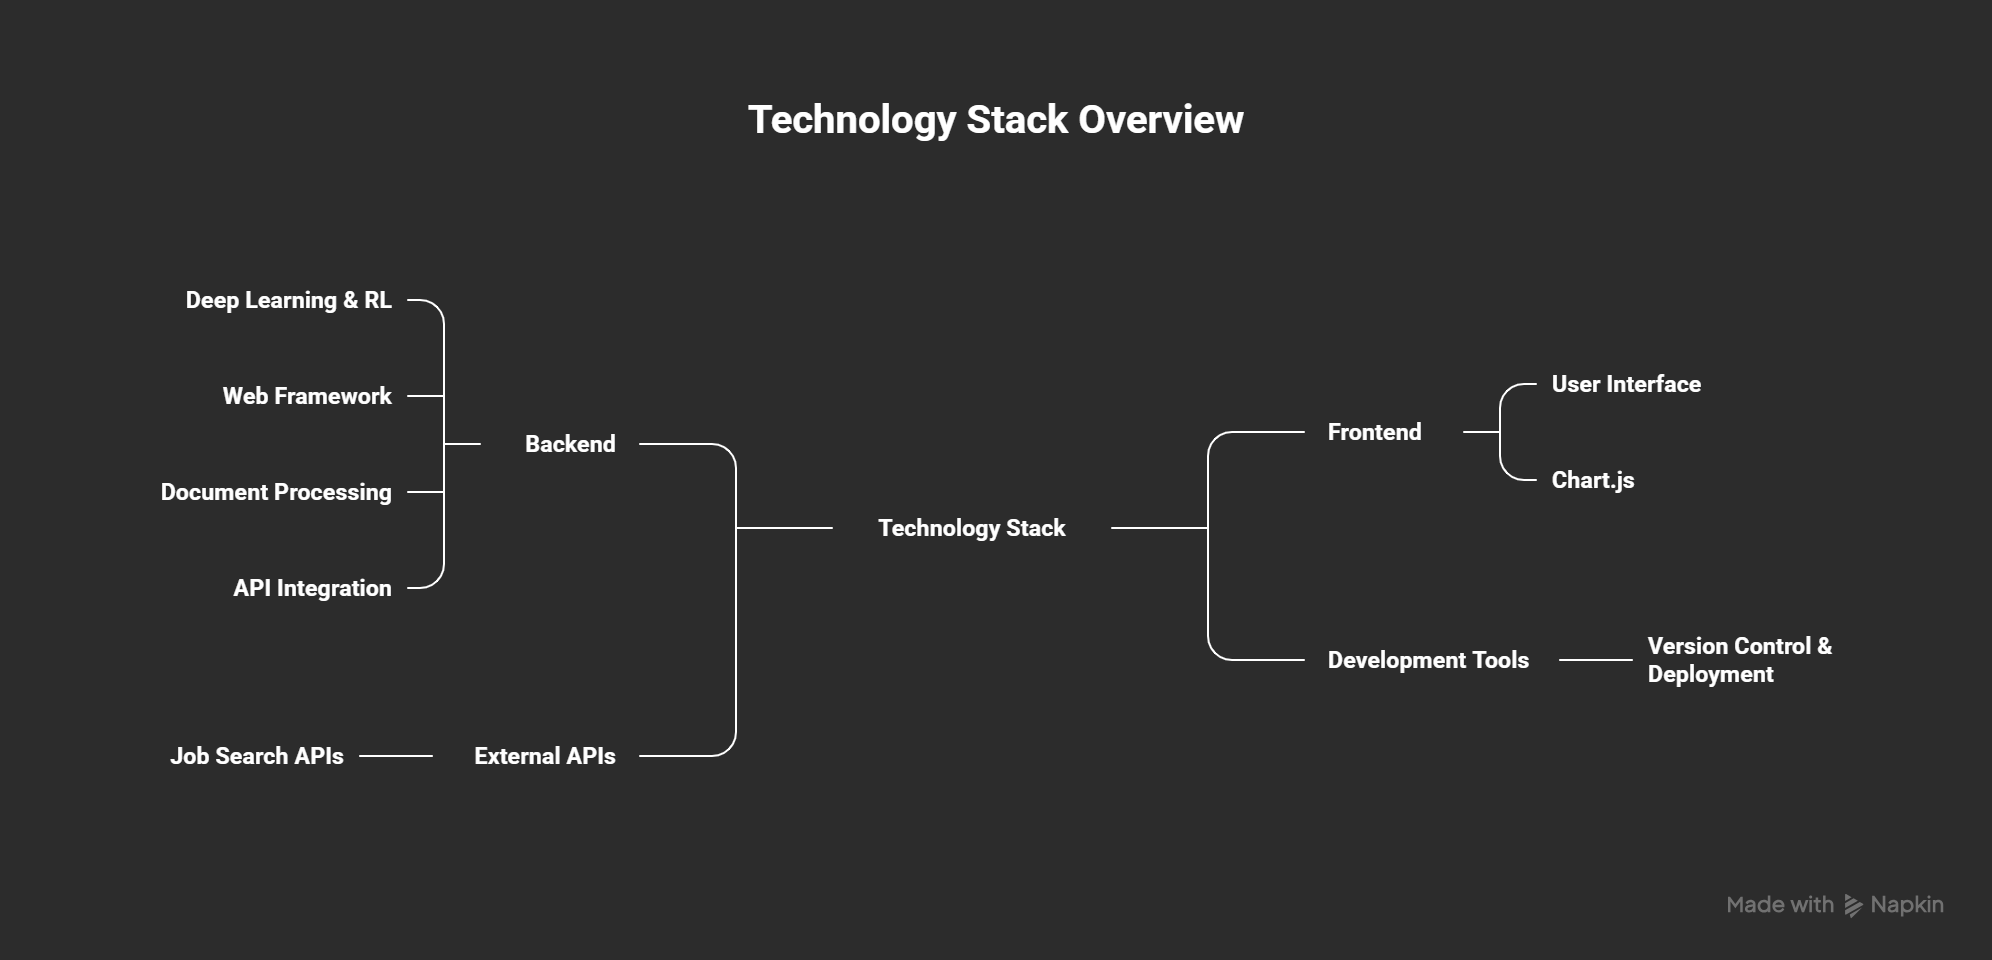 Technology Stack Overview
Deep Learning & RL
Web Framework
Document Processing
API Integration
Backend
Job Search APIs
External APIs
Technology Stack
Frontend
User Interface
Chart.js
Development Tools
Version Control &
Deployment
Made with Napkin